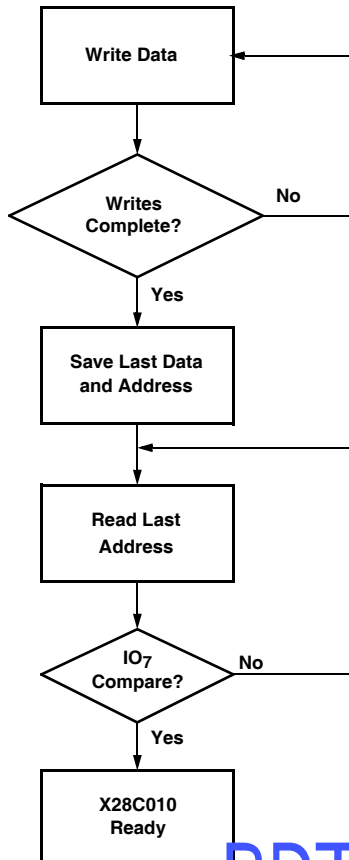 Write Data
Writes
Complete?
No
Yes
Save Last Data
and Address
Read Last
Address
IO7
Compare?
No
Yes
X28C010
Ready